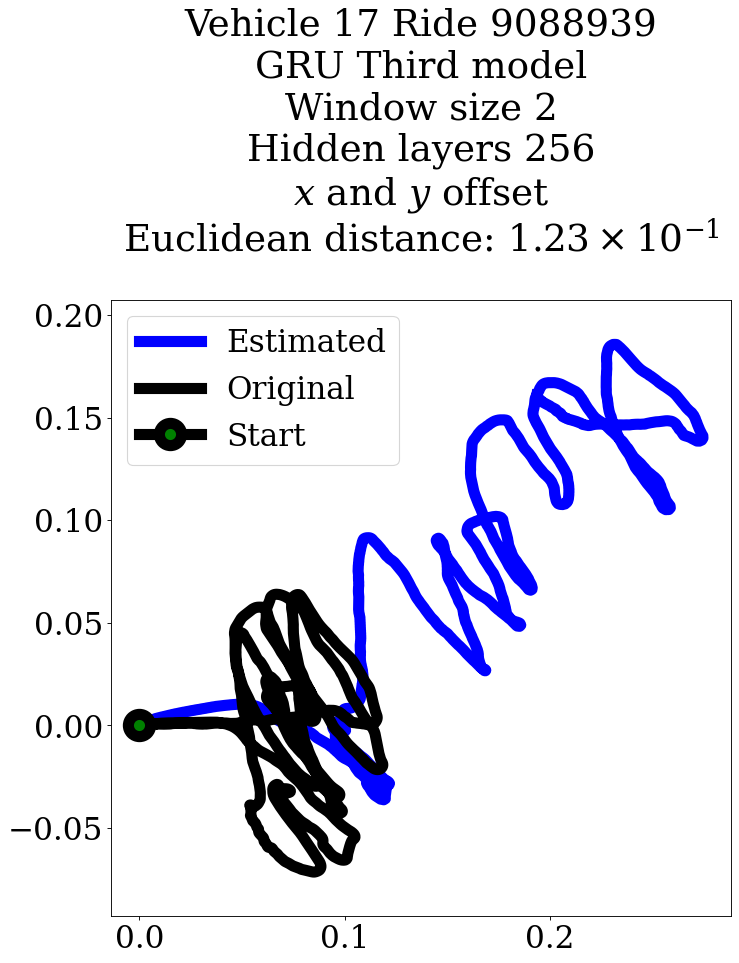 Vehicle 17 Ride 9088939
GRU Third model
Window size 2
Hidden layers 256
x and y offset
Euclidean distance: 1.23 × 10⁻¹
Estimated
Original
Start
0.20
0.15
0.10
0.05
0.00
−0.05
0.0 0.1 0.2